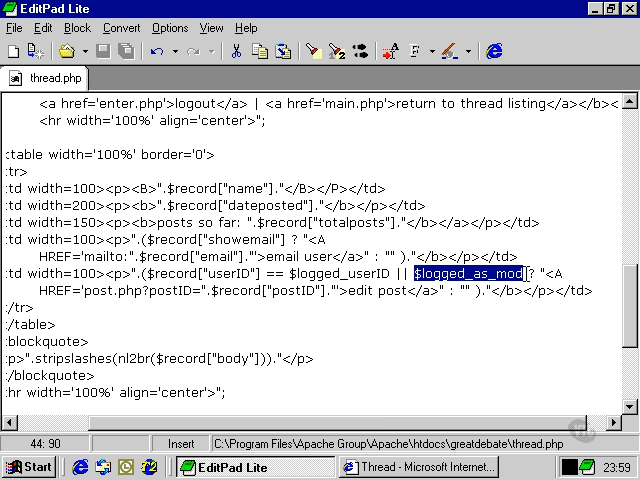 EditPad Lite
File Edit Block Convert Options View Help
thread.php
<a href='enter.php'>logout</a> | <a href='main.php'>return to thread listing</a></b><
<hr width='100%' align='center'>";
:table width='100%' border='0'>
:tr>
:td width=100><p><B>".$record["name"]."</B></P></td>
:td width=200><p><b>".$record["dateposted"]."</b></p></td>
:td width=150><p><b>posts so far: ".$record["totalposts"]."</b></a></p></td>
:td width=100><p>".($record["showemail"] ? "<A
HREF='mailto:".$record["email"]."'>email user</a>" : "" )."</b></p></td>
:td width=100><p>".($record["userID"] == $logged_userID || $logged_as_mod ? "<A
HREF='post.php?postID=".$record["postID"]."'>edit post</a>" : "" )."</b></p></td>
:/tr>
:/table>
:blockquote>
:p>".stripslashes(nl2br($record["body"]))."</p>
:/blockquote>
:hr width='100%' align='center'>";
44: 90 Insert C:\Program Files\Apache Group\Apache\htdocs\greatdebate\thread.php
Start EditPad Lite Thread - Microsoft Internet... 23:59